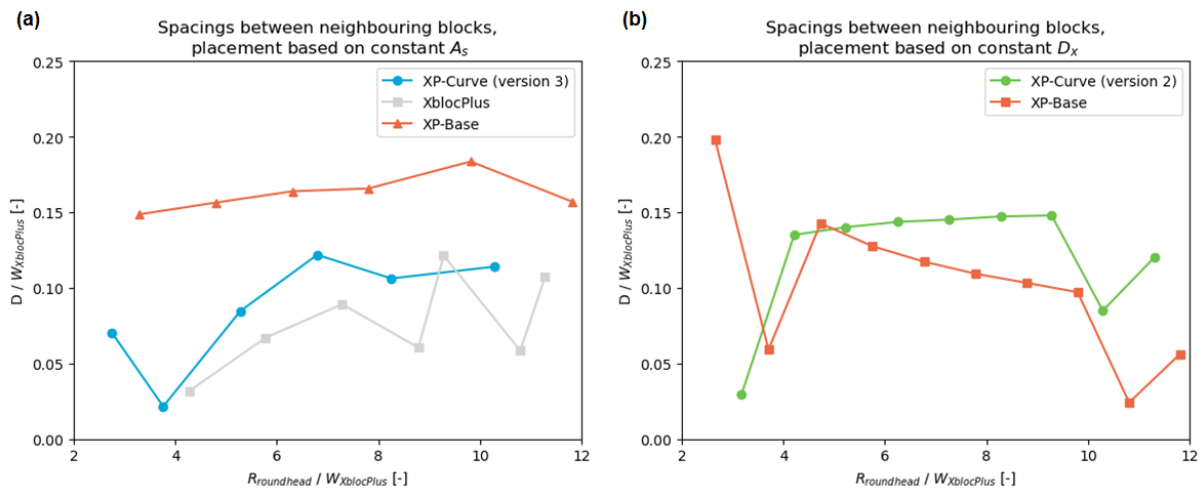 (a)
Spacings between neighbouring blocks,
placement based on constant A_s
0.25
0.20
0.15
0.10
0.05
0.00
D / W_XblocPlus [-]
XP-Curve (version 3)
XblocPlus
XP-Base
2 4 6 8 10 12
R_roundhead / W_XblocPlus [-]
(b)
Spacings between neighbouring blocks,
placement based on constant D_x
0.25
0.20
0.15
0.10
0.05
0.00
D / W_XblocPlus [-]
XP-Curve (version 2)
XP-Base
2 4 6 8 10 12
R_roundhead / W_XblocPlus [-]